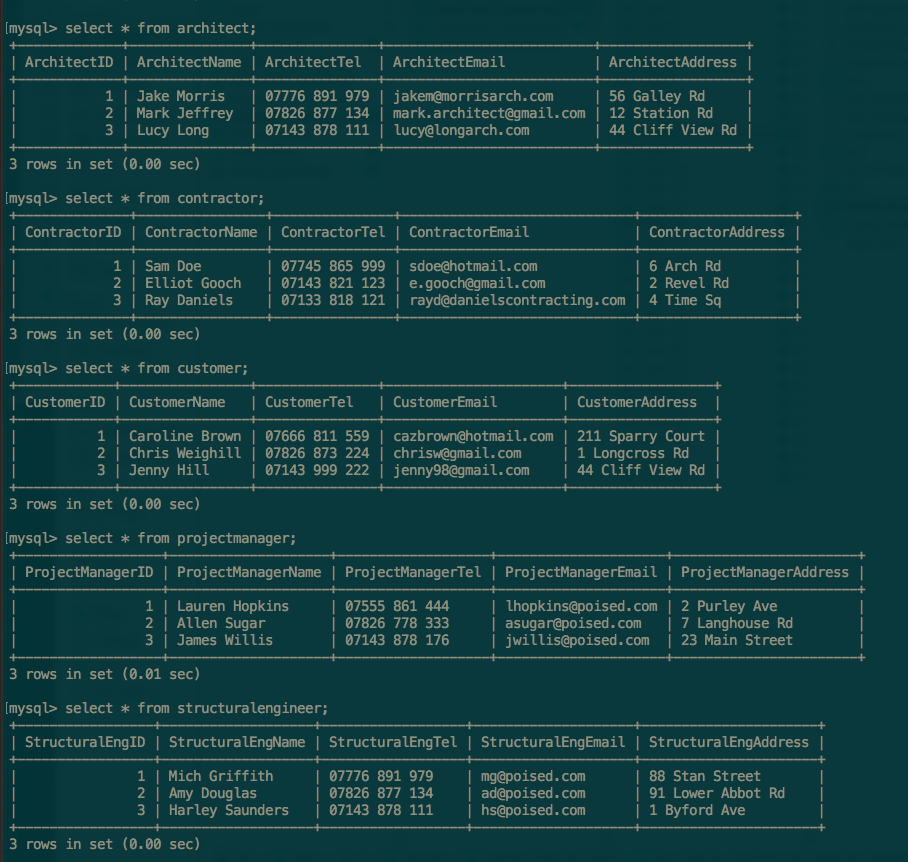 [mysql> select * from architect;
+-------------+---------------+---------------+--------------------------+------------------+
| ArchitectID | ArchitectName | ArchitectTel  | ArchitectEmail           | ArchitectAddress |
+-------------+---------------+---------------+--------------------------+------------------+
|           1 | Jake Morris   | 07776 891 979 | jakem@morrisarch.com     | 56 Galley Rd     |
|           2 | Mark Jeffrey  | 07826 877 134 | mark.architect@gmail.com | 12 Station Rd    |
|           3 | Lucy Long     | 07143 878 111 | lucy@longarch.com        | 44 Cliff View Rd |
+-------------+---------------+---------------+--------------------------+------------------+
3 rows in set (0.00 sec)
[mysql> select * from contractor;
+--------------+----------------+---------------+-----------------------------+-------------------+
| ContractorID | ContractorName | ContractorTel | ContractorEmail             | ContractorAddress |
+--------------+----------------+---------------+-----------------------------+-------------------+
|            1 | Sam Doe        | 07745 865 999 | sdoe@hotmail.com            | 6 Arch Rd         |
|            2 | Elliot Gooch   | 07143 821 123 | e.gooch@gmail.com           | 2 Revel Rd        |
|            3 | Ray Daniels    | 07133 818 121 | rayd@danielscontracting.com | 4 Time Sq         |
+--------------+----------------+---------------+-----------------------------+-------------------+
3 rows in set (0.00 sec)
[mysql> select * from customer;
+------------+----------------+---------------+----------------------+------------------+
| CustomerID | CustomerName   | CustomerTel   | CustomerEmail        | CustomerAddress  |
+------------+----------------+---------------+----------------------+------------------+
|          1 | Caroline Brown | 07666 811 559 | cazbrown@hotmail.com | 211 Sparry Court |
|          2 | Chris Weighill | 07826 873 224 | chrisw@gmail.com     | 1 Longcross Rd   |
|          3 | Jenny Hill     | 07143 999 222 | jenny98@gmail.com    | 44 Cliff View Rd |
+------------+----------------+---------------+----------------------+------------------+
3 rows in set (0.00 sec)
[mysql> select * from projectmanager;
+------------------+--------------------+-------------------+---------------------+-----------------------+
| ProjectManagerID | ProjectManagerName | ProjectManagerTel | ProjectManagerEmail | ProjectManagerAddress |
+------------------+--------------------+-------------------+---------------------+-----------------------+
|                1 | Lauren Hopkins     | 07555 861 444     | lhopkins@poised.com | 2 Purley Ave          |
|                2 | Allen Sugar        | 07826 778 333     | asugar@poised.com   | 7 Langhouse Rd        |
|                3 | James Willis       | 07143 878 176     | jwillis@poised.com  | 23 Main Street        |
+------------------+--------------------+-------------------+---------------------+-----------------------+
3 rows in set (0.01 sec)
[mysql> select * from structuralengineer;
+-----------------+-------------------+------------------+--------------------+----------------------+
| StructuralEngID | StructuralEngName | StructuralEngTel | StructuralEngEmail | StructuralEngAddress |
+-----------------+-------------------+------------------+--------------------+----------------------+
|               1 | Mich Griffith     | 07776 891 979    | mg@poised.com      | 88 Stan Street       |
|               2 | Amy Douglas       | 07826 877 134    | ad@poised.com      | 91 Lower Abbot Rd    |
|               3 | Harley Saunders   | 07143 878 111    | hs@poised.com      | 1 Byford Ave         |
+-----------------+-------------------+------------------+--------------------+----------------------+
3 rows in set (0.00 sec)